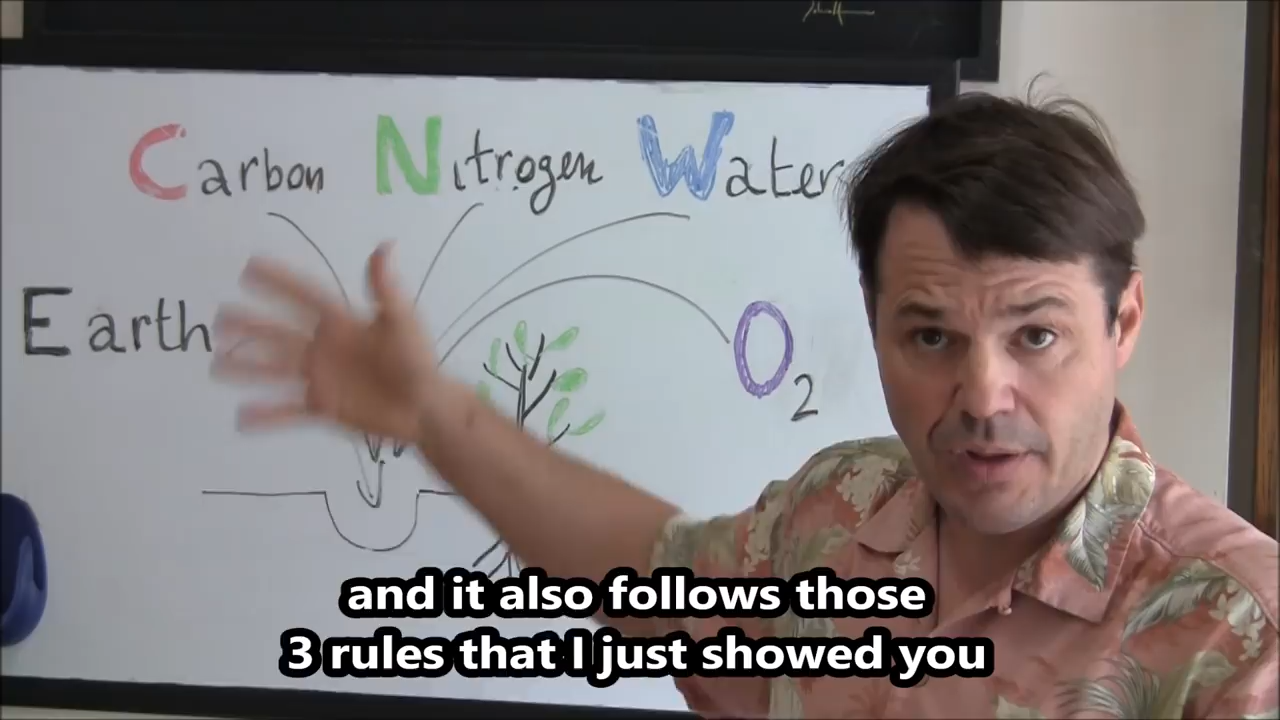 Carbon Nitrogen Water
Earth
O2
and it also follows those
3 rules that I just showed you